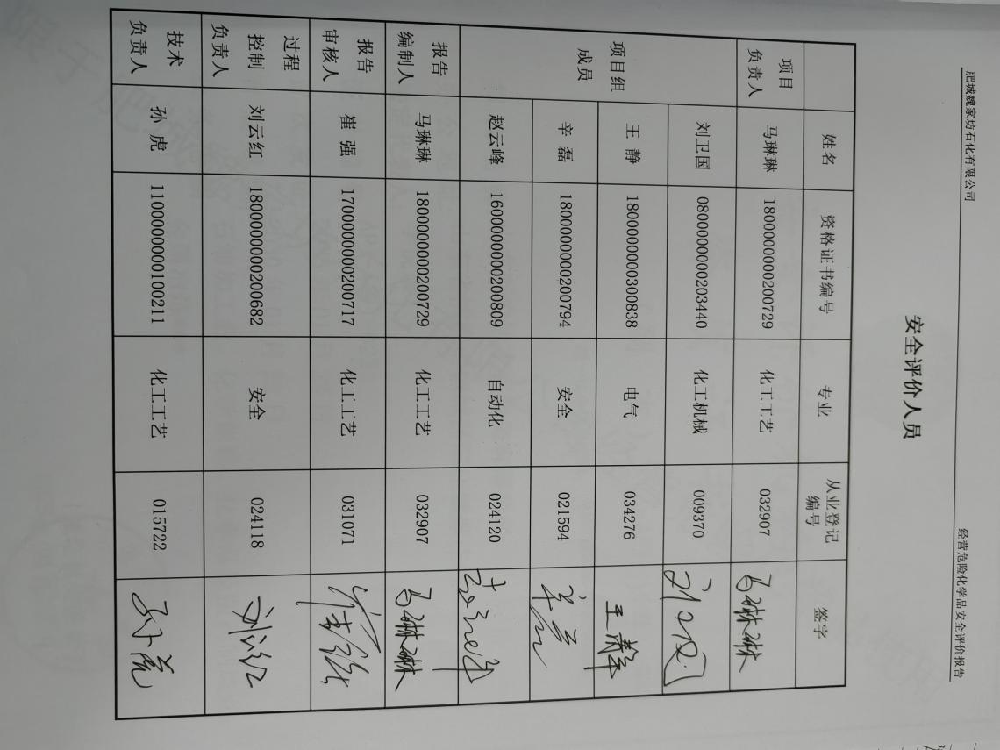 肥城魏家坊石化有限公司 经营危险化学品安全评价报告
安全评价人员
姓名 资格证书编号 专业 从业登记编号 签字
项目负责人 马琳琳 1800000000200729 化工工艺 032907 马琳琳
项目组成员 刘卫国 0800000000203440 化工机械 009370 刘卫国
王静 1800000000300838 电气 034276 王静
辛磊 1800000000200794 安全 021594 辛磊
赵云峰 1600000000200809 自动化 024120 赵云峰
报告编制人 马琳琳 1800000000200729 化工工艺 032907 马琳琳
报告审核人 崔强 1700000000200717 化工工艺 031071 崔强
过程控制负责人 刘云红 1800000000200682 安全 024118 刘云红
技术负责人 孙虎 1100000000100211 化工工艺 015722 孙虎